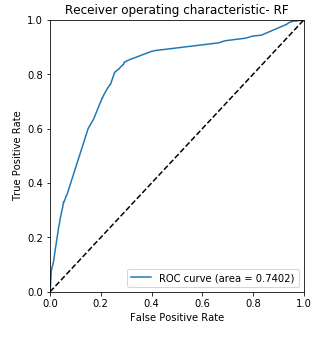 Receiver operating characteristic- RF
True Positive Rate
1.0
0.8
0.6
0.4
0.2
0.0
ROC curve (area = 0.7402)
0.0 0.2 0.4 0.6 0.8 1.0
False Positive Rate